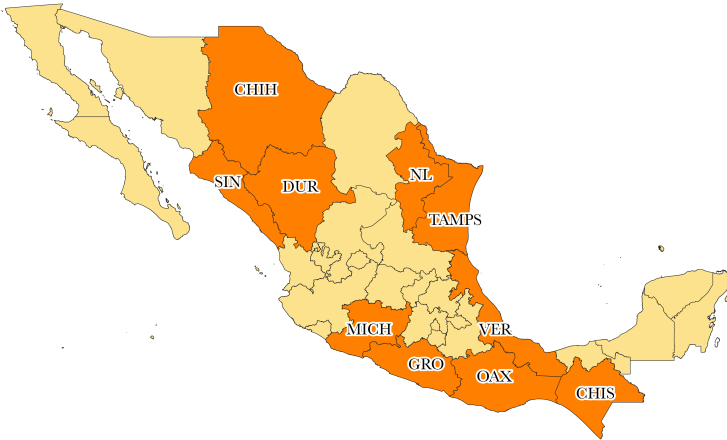 CHIH
NL
SIN
DUR
TAMPS
MICH
VER
GRO
OAX
CHIS